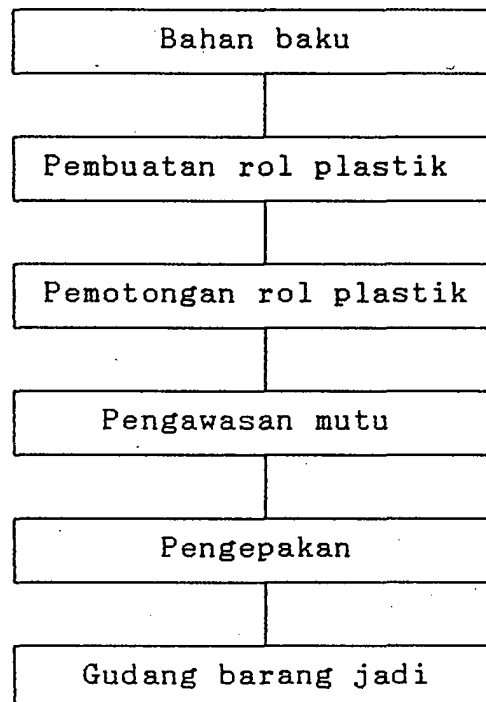 Bahan baku
Pembuatan rol plastik
Pemotongan rol plastik
Pengawasan mutu
Pengepakan
Gudang barang jadi